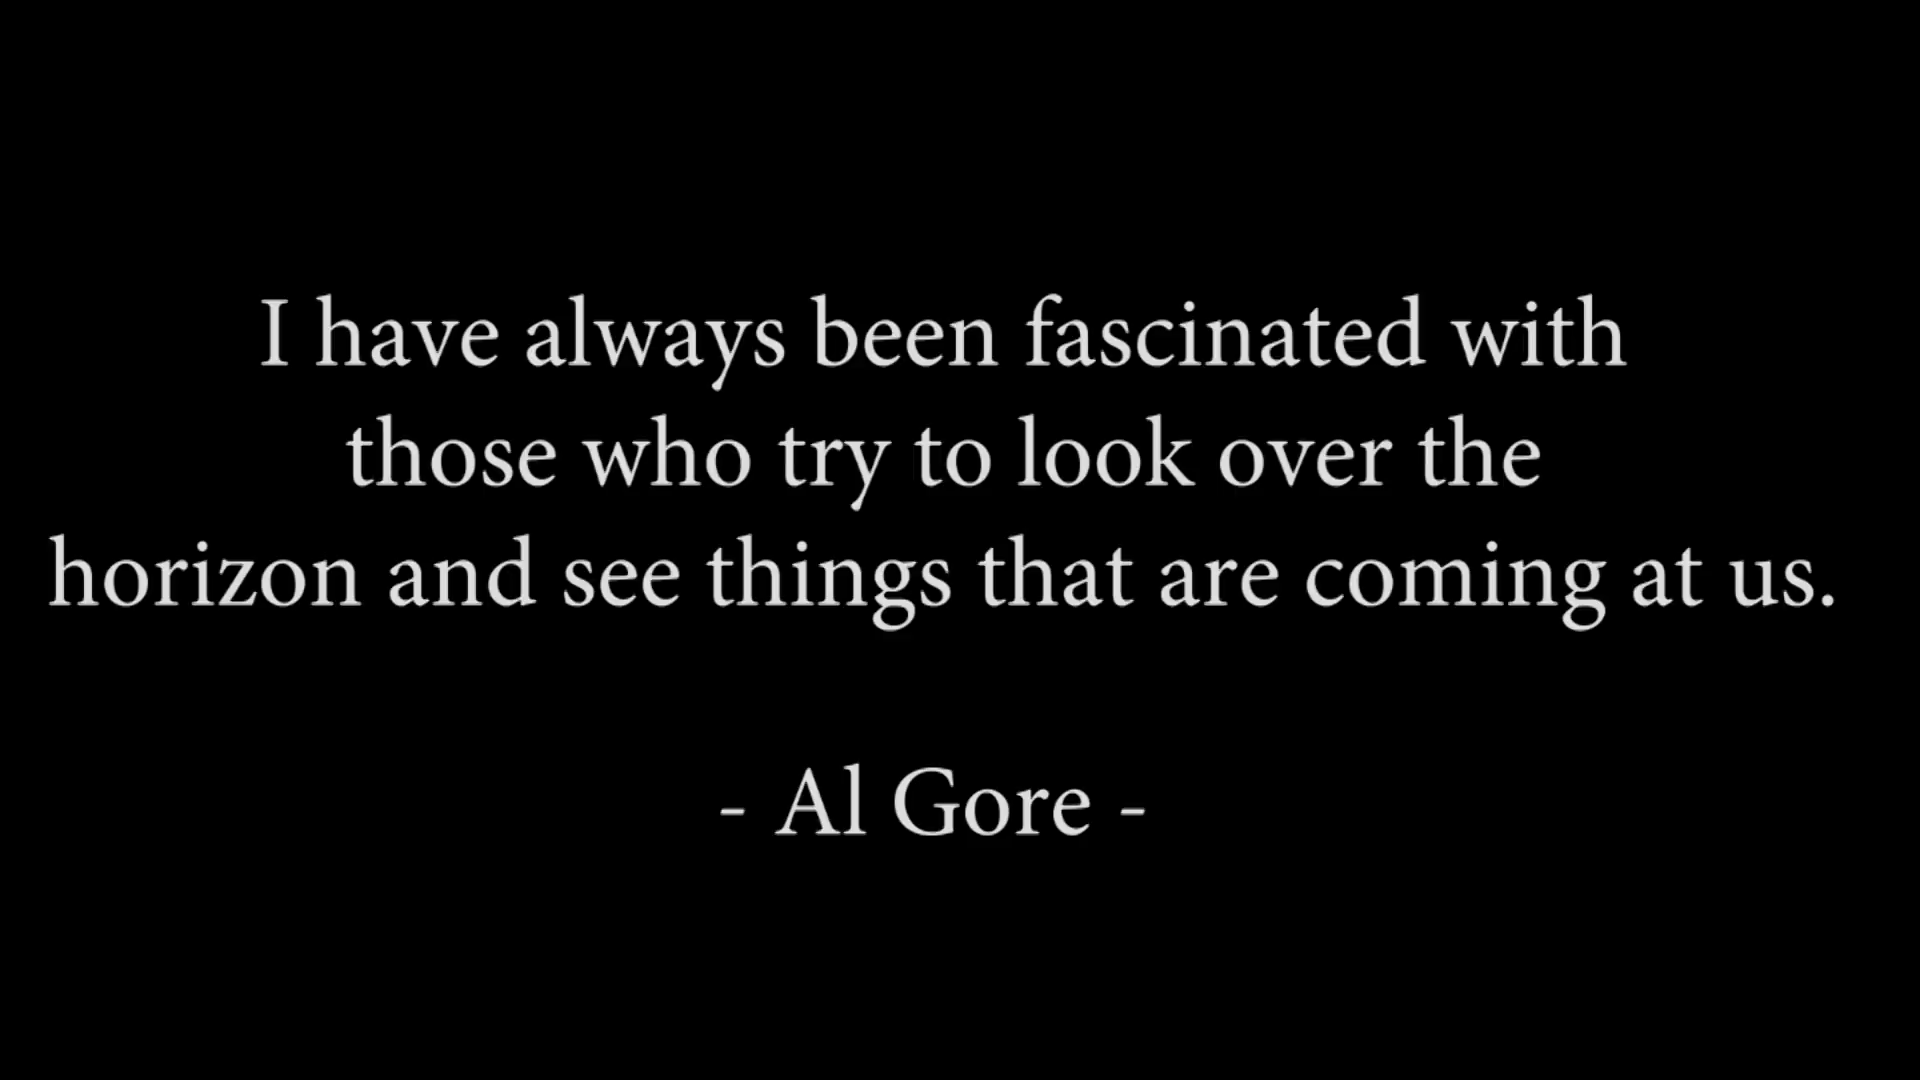 I have always been fascinated with
those who try to look over the
horizon and see things that are coming at us.
- Al Gore -